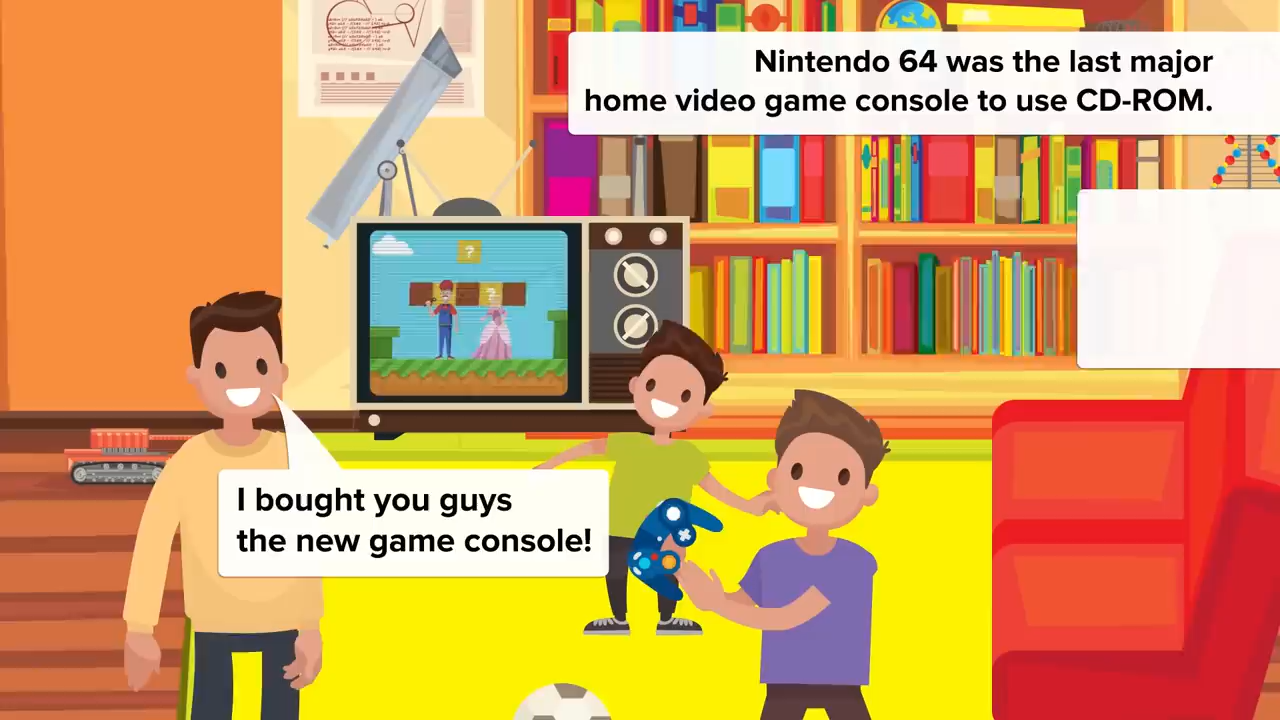 Nintendo 64 was the last major
home video game console to use CD-ROM.
?
?
I bought you guys
the new game console!